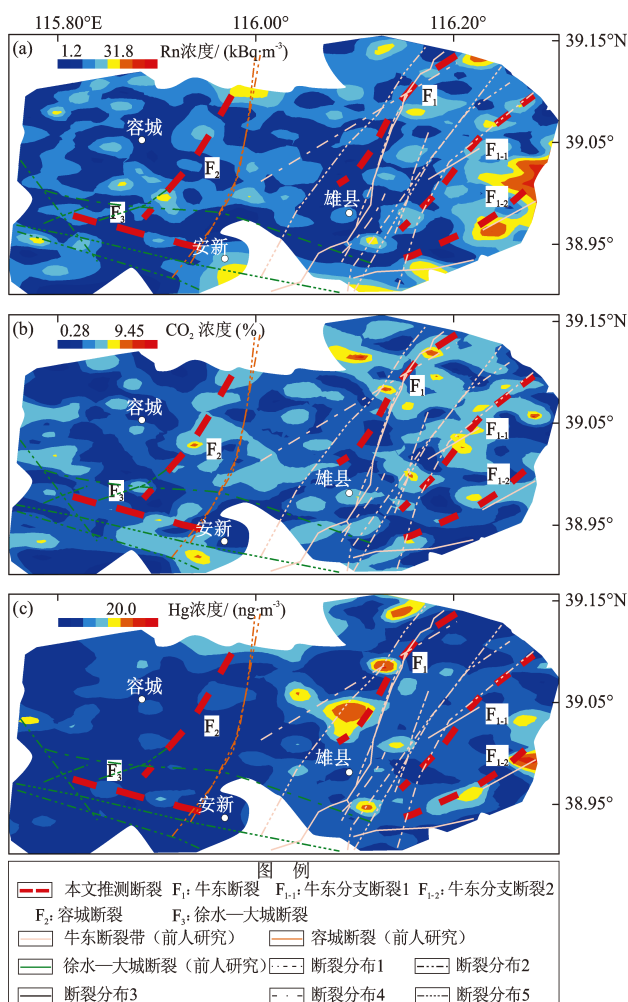 115.80°E 116.00° 116.20°
(a) 1.2 31.8 Rn浓度/ (kBq·m⁻³) 39.15°N
F₁
容城 39.05°
F₂ F₁₋₁
雄县 F₁₋₂
F₃
安新 38.95°
(b) 0.28 9.45 CO₂ 浓度 (%) 39.15°N
F₁
容城 39.05°
F₂ F₁₋₁
F₃ 雄县 F₁₋₂
安新 38.95°
(c) 20.0 Hg浓度/ (ng·m⁻³) 39.15°N
F₁
容城 39.05°
F₂ F₁₋₁
雄县 F₁₋₂
F₃
安新 38.95°
图 例
本文推测断裂 F₁: 牛东断裂 F₁₋₁: 牛东分支断裂1 F₁₋₂: 牛东分支断裂2
F₂: 容城断裂 F₃: 徐水—大城断裂
牛东断裂带（前人研究） 容城断裂（前人研究）
徐水—大城断裂（前人研究） 断裂分布1 断裂分布2
断裂分布3 断裂分布4 断裂分布5